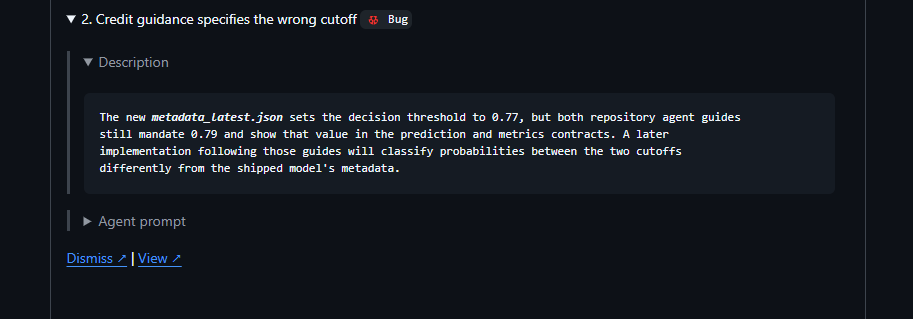 2. Credit guidance specifies the wrong cutoff Bug
Description
The new metadata_latest.json sets the decision threshold to 0.77, but both repository agent guides
still mandate 0.79 and show that value in the prediction and metrics contracts. A later
implementation following those guides will classify probabilities between the two cutoffs
differently from the shipped model's metadata.
Agent prompt
Dismiss ↗ | View ↗